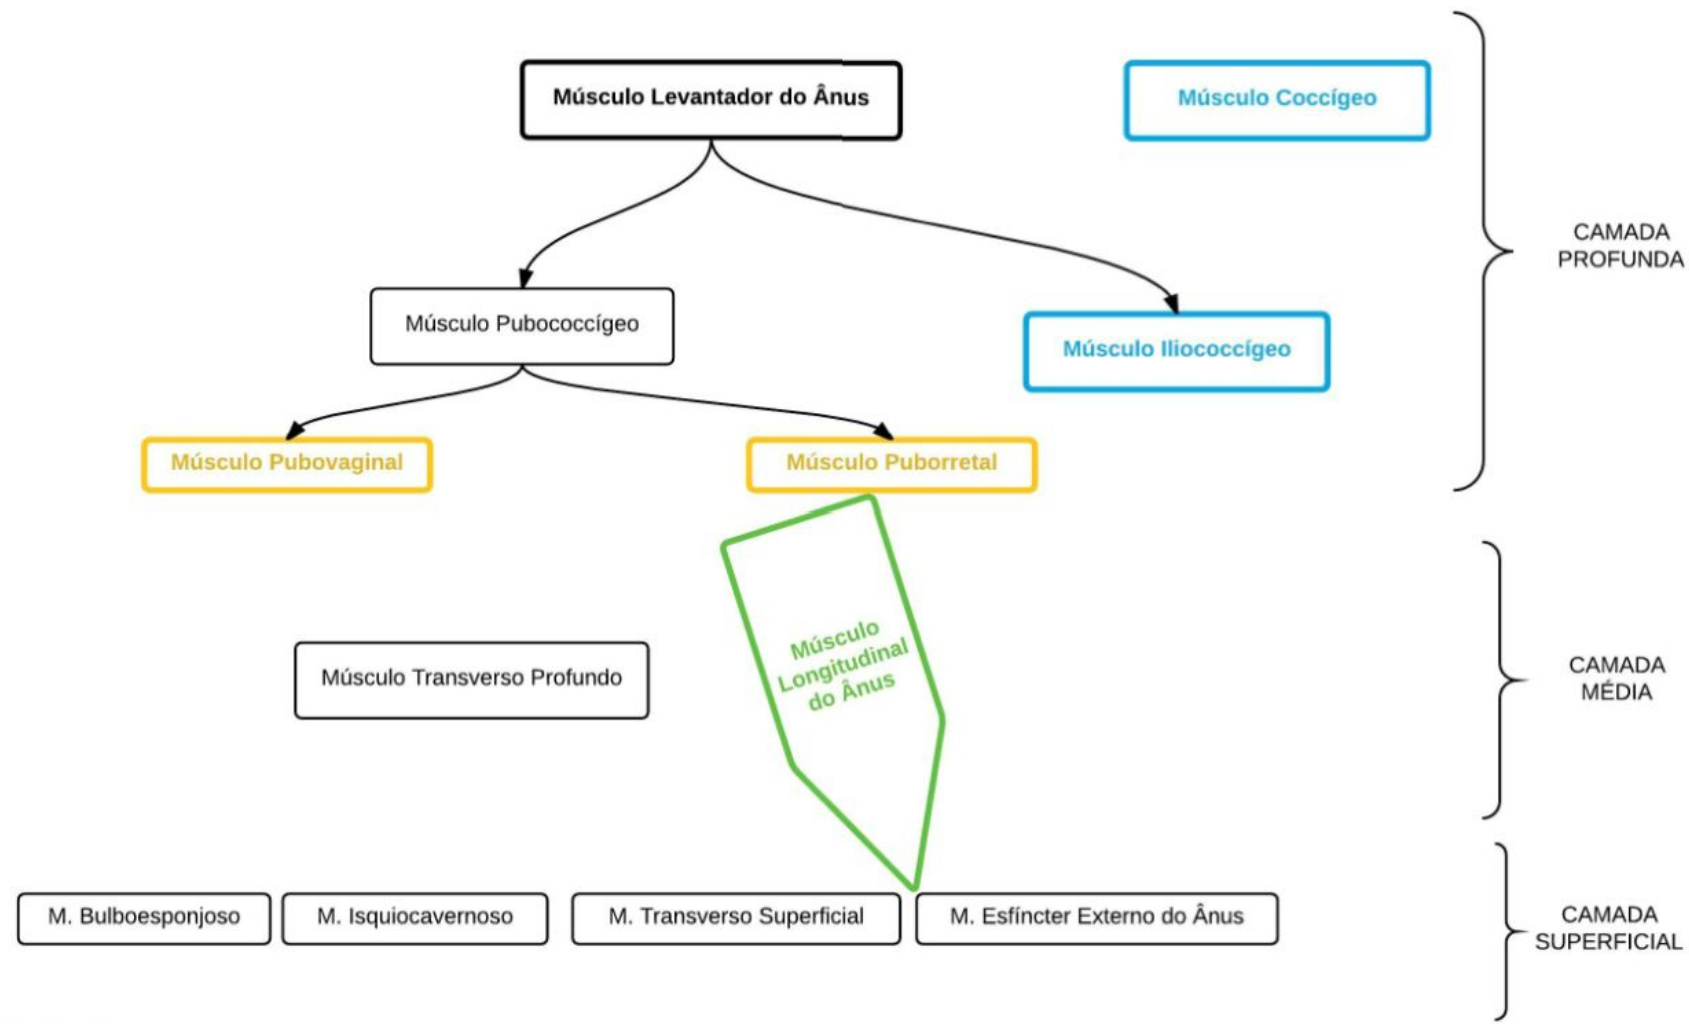 Músculo Levantador do Ânus
Músculo Coccígeo
CAMADA
PROFUNDA
Músculo Pubococcígeo
Músculo Iliococcígeo
Músculo Pubovaginal
Músculo Puborretal
Músculo
Longitudinal
do Ânus
Músculo Transverso Profundo
CAMADA
MÉDIA
M. Bulboesponjoso
M. Isquiocavernoso
M. Transverso Superficial
M. Esfíncter Externo do Ânus
CAMADA
SUPERFICIAL